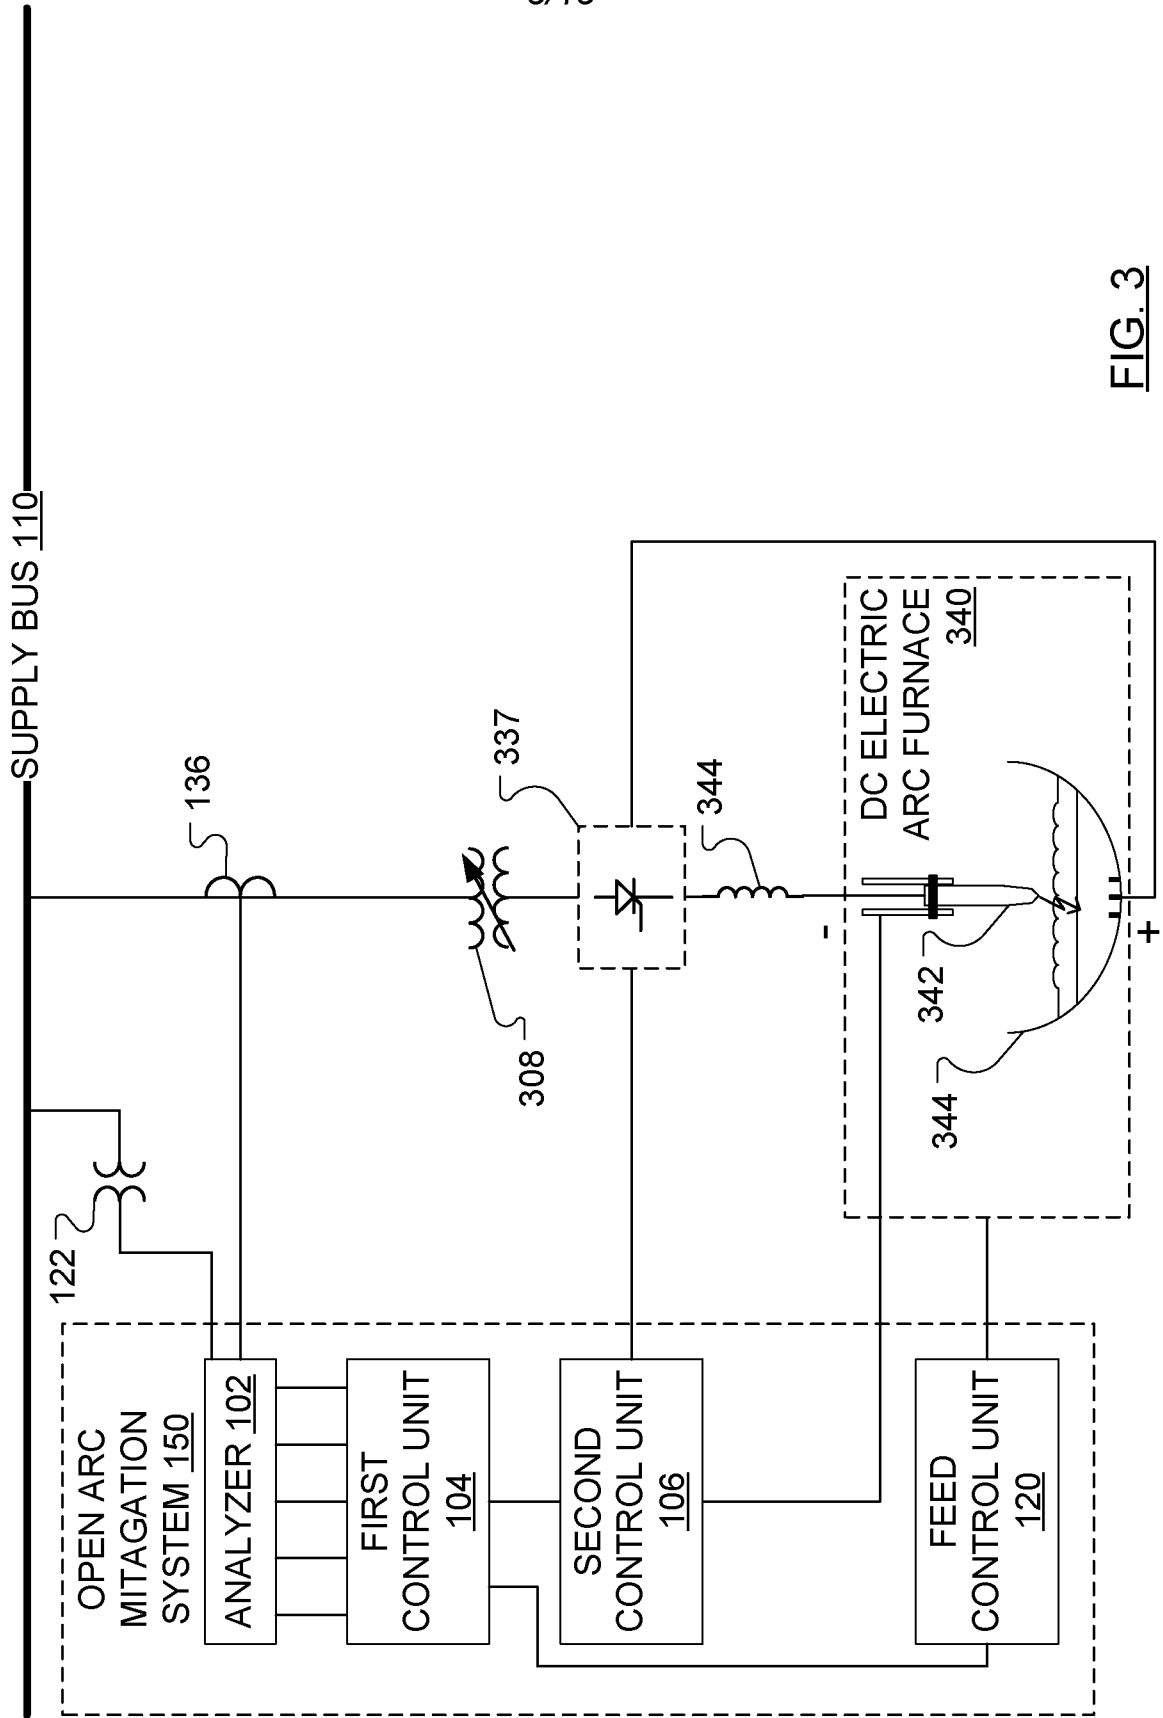 SUPPLY BUS 110
136
122
308
337
344
OPEN ARC
MITAGATION
SYSTEM 150
ANALYZER 102
FIRST
CONTROL UNIT
104
SECOND
CONTROL UNIT
106
FEED
CONTROL UNIT
120
DC ELECTRIC
ARC FURNACE
340
-
342
344
+
FIG. 3